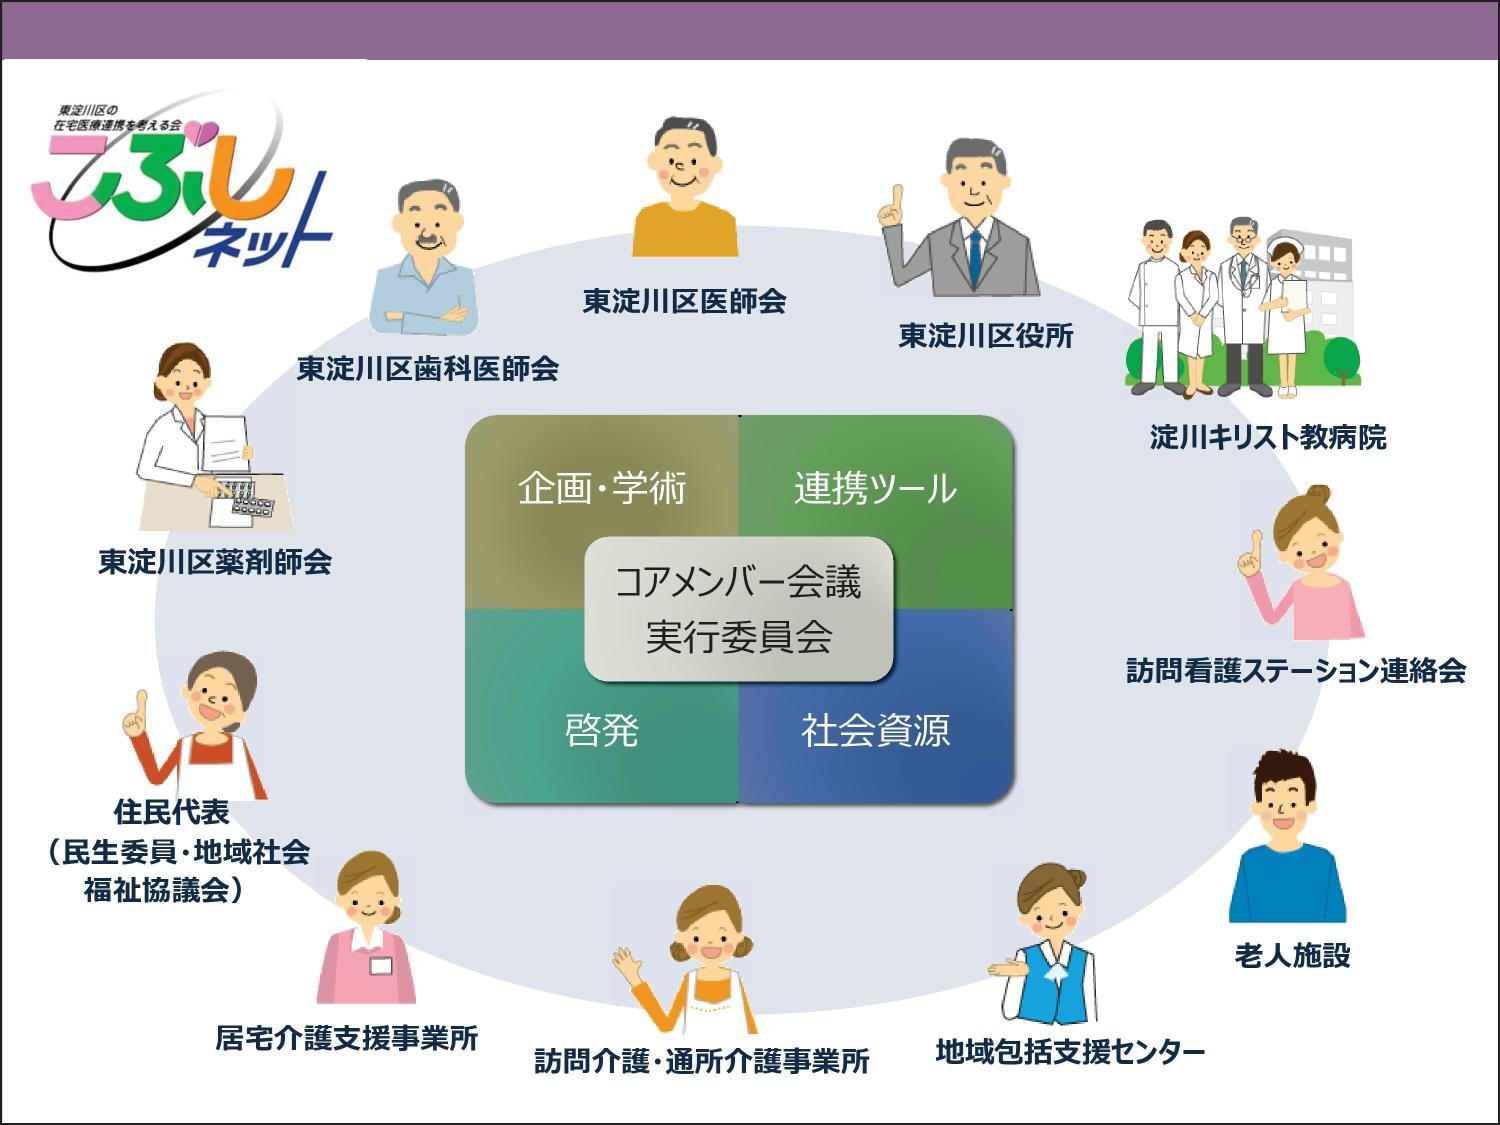 東淀川区の
在宅医療連携を考える会
こぶし
ネット
東淀川区医師会
東淀川区役所
東淀川区歯科医師会
淀川キリスト教病院
東淀川区薬剤師会
企画・学術
連携ツール
コアメンバー会議
実行委員会
啓発
社会資源
訪問看護ステーション連絡会
住民代表
（民生委員・地域社会
福祉協議会）
老人施設
居宅介護支援事業所
訪問介護・通所介護事業所
地域包括支援センター